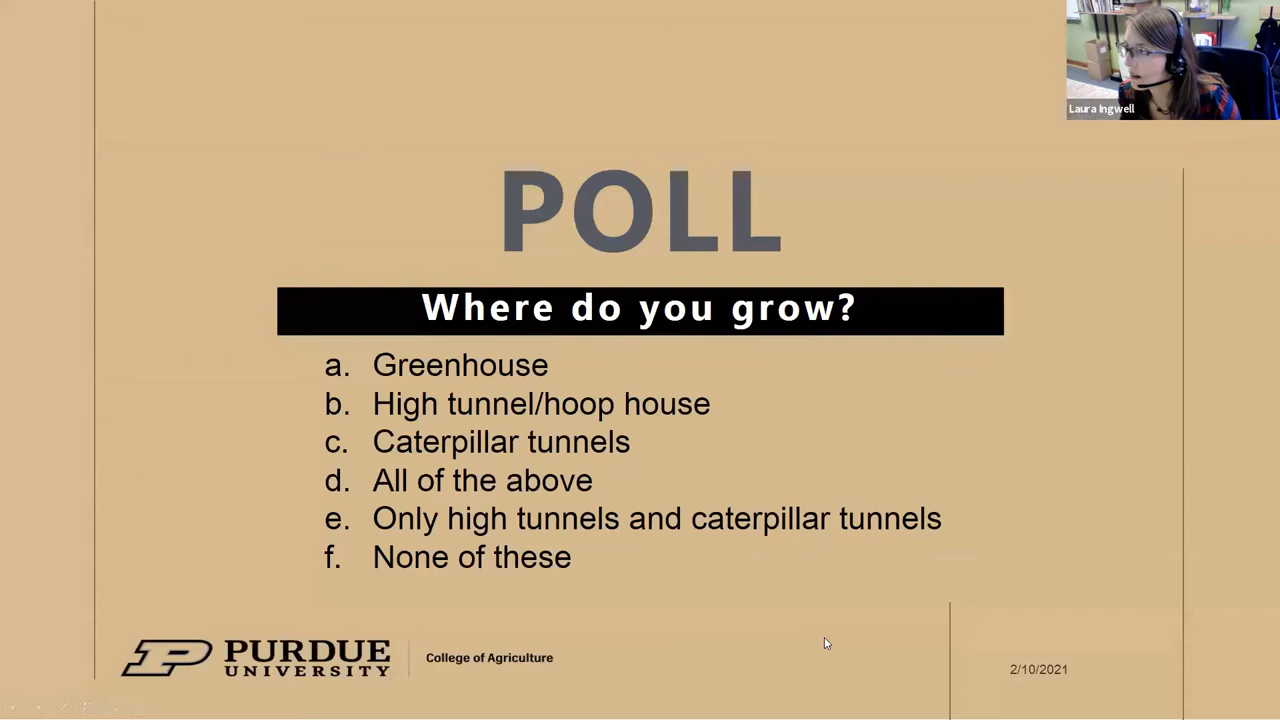 Laura Ingwell
POLL
Where do you grow?
a. Greenhouse
b. High tunnel/hoop house
c. Caterpillar tunnels
d. All of the above
e. Only high tunnels and caterpillar tunnels
f. None of these
PURDUE
UNIVERSITY
College of Agriculture
2/10/2021